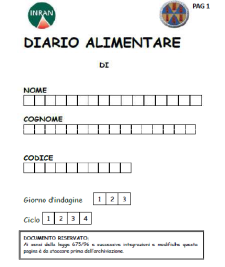 INRAN
PAG 1
DIARIO ALIMENTARE
DI
NOME
COGNOME
CODICE
Giorno d'indagine 1 2 3
Ciclo 1 2 3 4
DOCUMENTO RISERVATO:
Ai sensi della legge 675/96 e successive integrazioni e modifiche questa
pagina è da staccare prima dell'archiviazione.